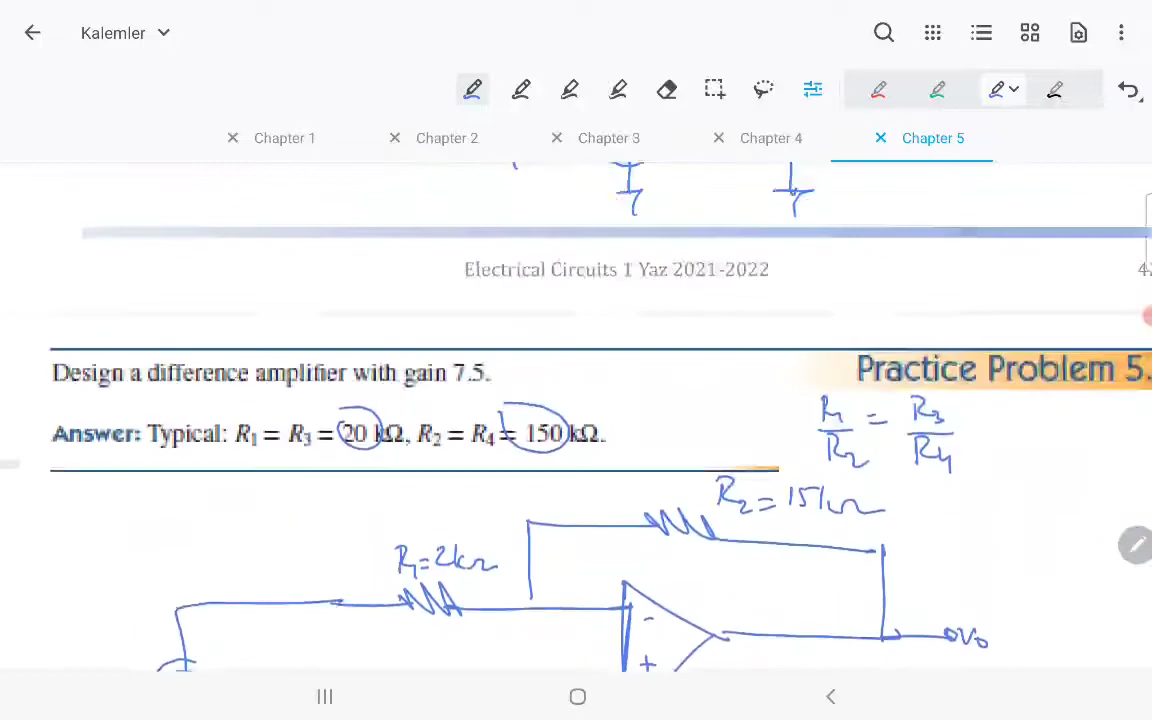 Kalemler
Chapter 1 Chapter 2 Chapter 3 Chapter 4 Chapter 5
Electrical Circuits 1 Yaz 2021-2022
Practice Problem 5.
Design a difference amplifier with gain 7.5.
Answer: Typical: R₁ = R₃ = 20 kΩ, R₂ = R₄ = 150 kΩ.
R₁/R₂ = R₃/R₄
R₂ = 15kΩ
R₁=2kΩ
-
+
V₀